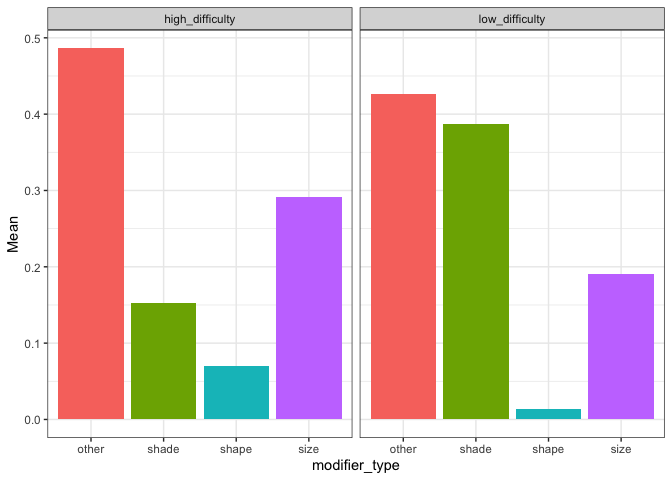 high_difficulty low_difficulty
0.5
0.4
0.3
0.2
0.1
0.0
Mean
other shade shape size other shade shape size
modifier_type